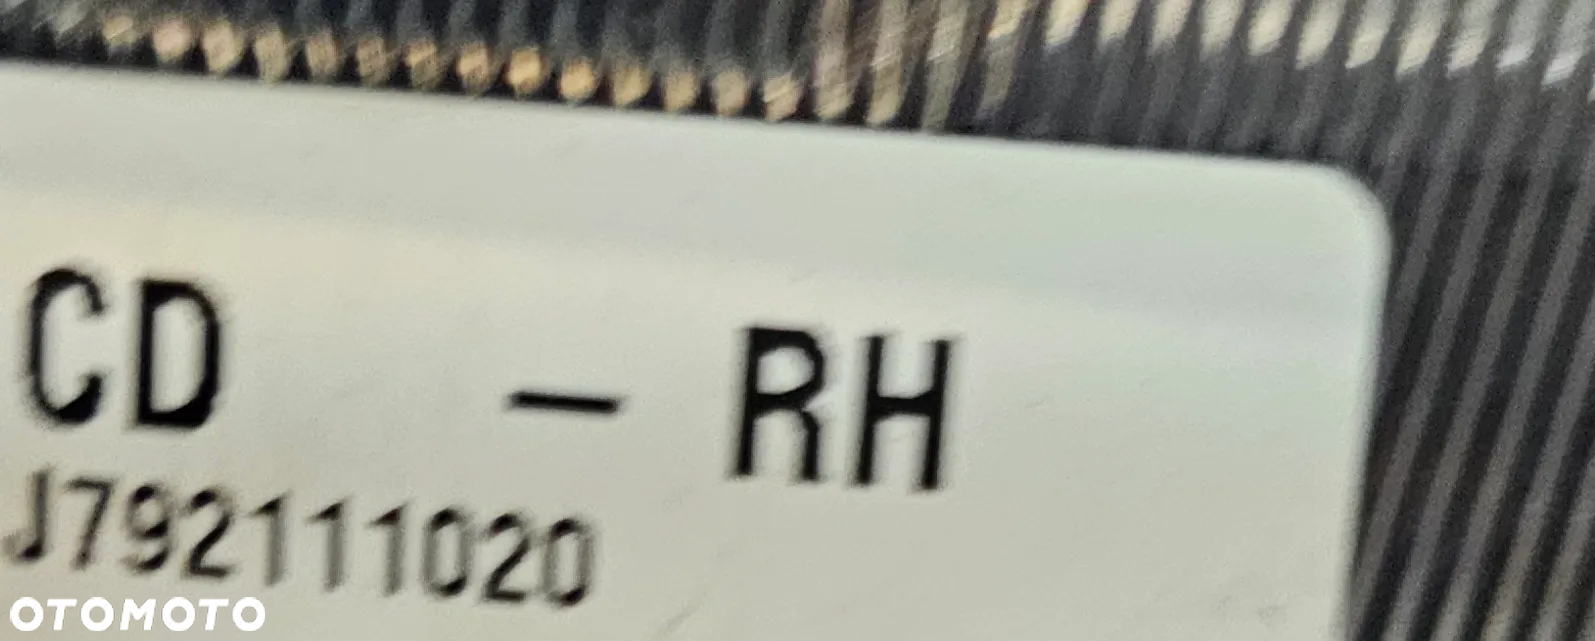 CD - RH
J792111020
OTOMOTO